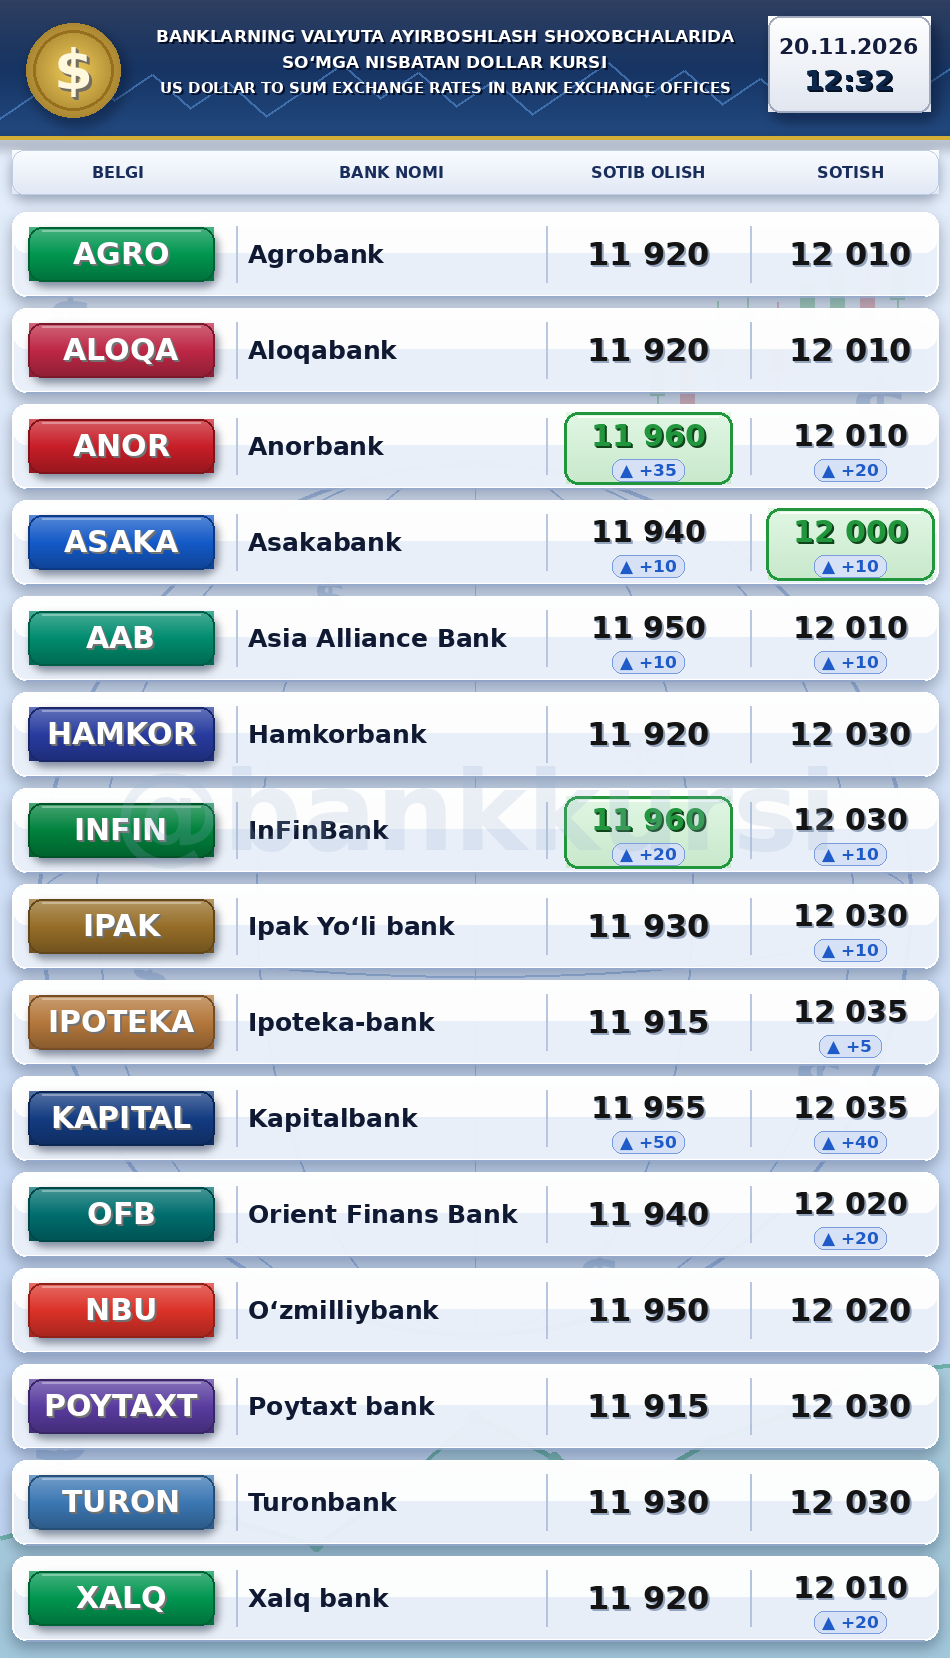 $
BANKLARNING VALYUTA AYIRBOSHLASH SHOXOBCHALARIDA
SO‘MGA NISBATAN DOLLAR KURSI
US DOLLAR TO SUM EXCHANGE RATES IN BANK EXCHANGE OFFICES
20.11.2026
12:32
BELGI BANK NOMI SOTIB OLISH SOTISH
AGRO Agrobank 11 920 12 010
ALOQA Aloqabank 11 920 12 010
ANOR Anorbank 11 960 12 010
▲ +35 ▲ +20
ASAKA Asakabank 11 940 12 000
▲ +10 ▲ +10
AAB Asia Alliance Bank 11 950 12 010
▲ +10 ▲ +10
HAMKOR Hamkorbank 11 920 12 030
@bankkursi
INFIN InFinBank 11 960 12 030
▲ +20 ▲ +10
IPAK Ipak Yo‘li bank 11 930 12 030
▲ +10
IPOTEKA Ipoteka-bank 11 915 12 035
▲ +5
KAPITAL Kapitalbank 11 955 12 035
▲ +50 ▲ +40
OFB Orient Finans Bank 11 940 12 020
▲ +20
NBU O‘zmilliybank 11 950 12 020
POYTAXT Poytaxt bank 11 915 12 030
TURON Turonbank 11 930 12 030
XALQ Xalq bank 11 920 12 010
▲ +20